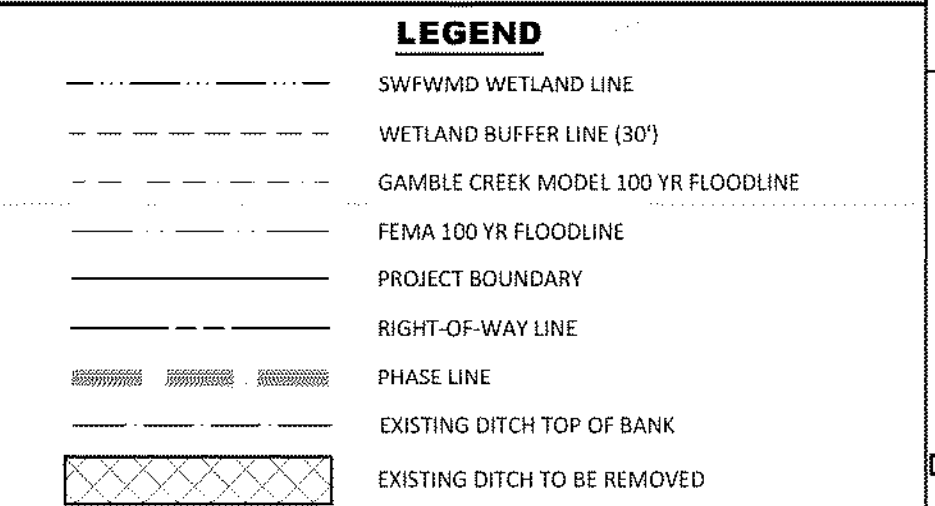 LEGEND
SWFWMD WETLAND LINE
WETLAND BUFFER LINE (30')
GAMBLE CREEK MODEL 100 YR FLOODLINE
FEMA 100 YR FLOODLINE
PROJECT BOUNDARY
RIGHT-OF-WAY LINE
PHASE LINE
EXISTING DITCH TOP OF BANK
EXISTING DITCH TO BE REMOVED